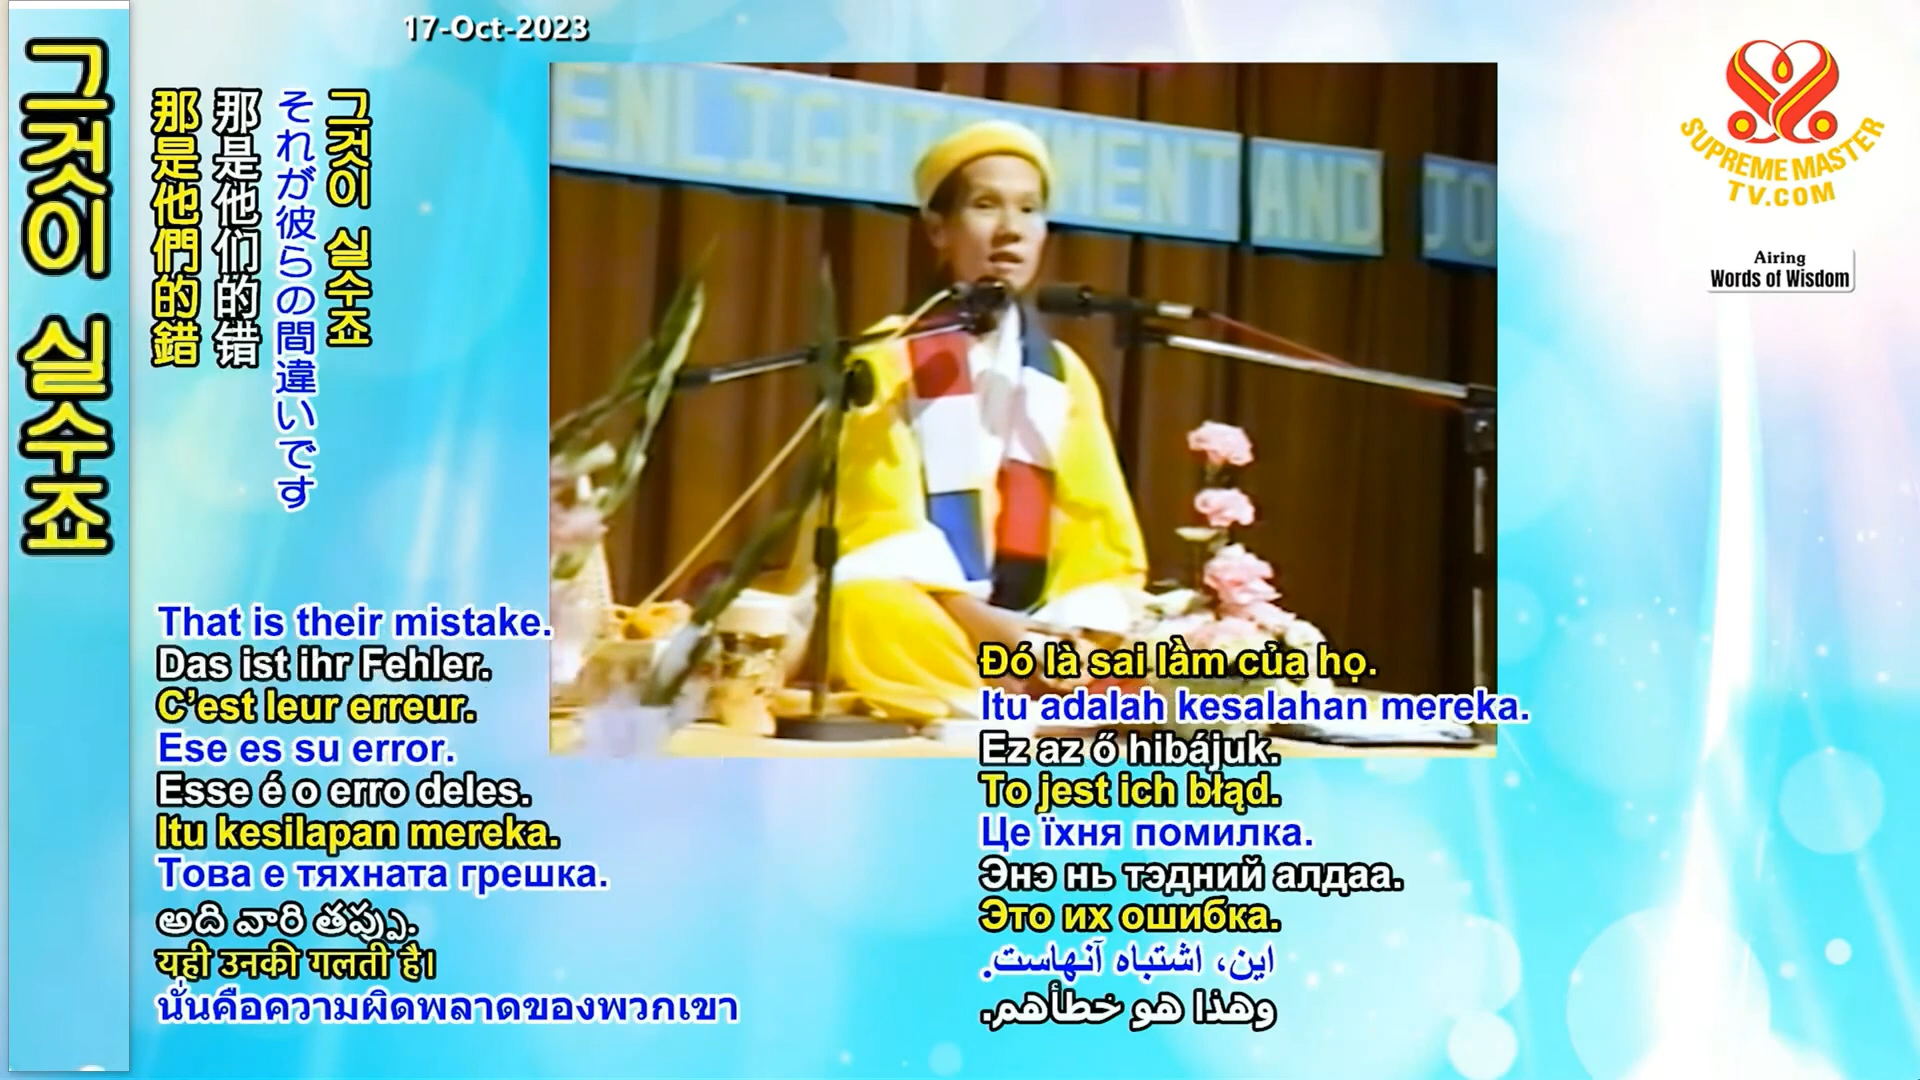 17-Oct-2023
그것이 실수죠
그것이 실수죠
それが彼らの間違いです
那是他们的错
那是他們的錯
ENLIGHTENMENT AND JO
SUPREME MASTER
TV.COM
Airing
Words of Wisdom
That is their mistake.
Das ist ihr Fehler.
C’est leur erreur.
Ese es su error.
Esse é o erro deles.
Itu kesilapan mereka.
Това е тяхната грешка.
అది వారి తప్పు.
यही उनकी गलती है।
นั่นคือความผิดพลาดของพวกเขา
Đó là sai lầm của họ.
Itu adalah kesalahan mereka.
Ez az ő hibájuk.
To jest ich błąd.
Це їхня помилка.
Энэ нь тэдний алдаа.
Это их ошибка.
این، اشتباه آنهاست.
وهذا هو خطأهم.